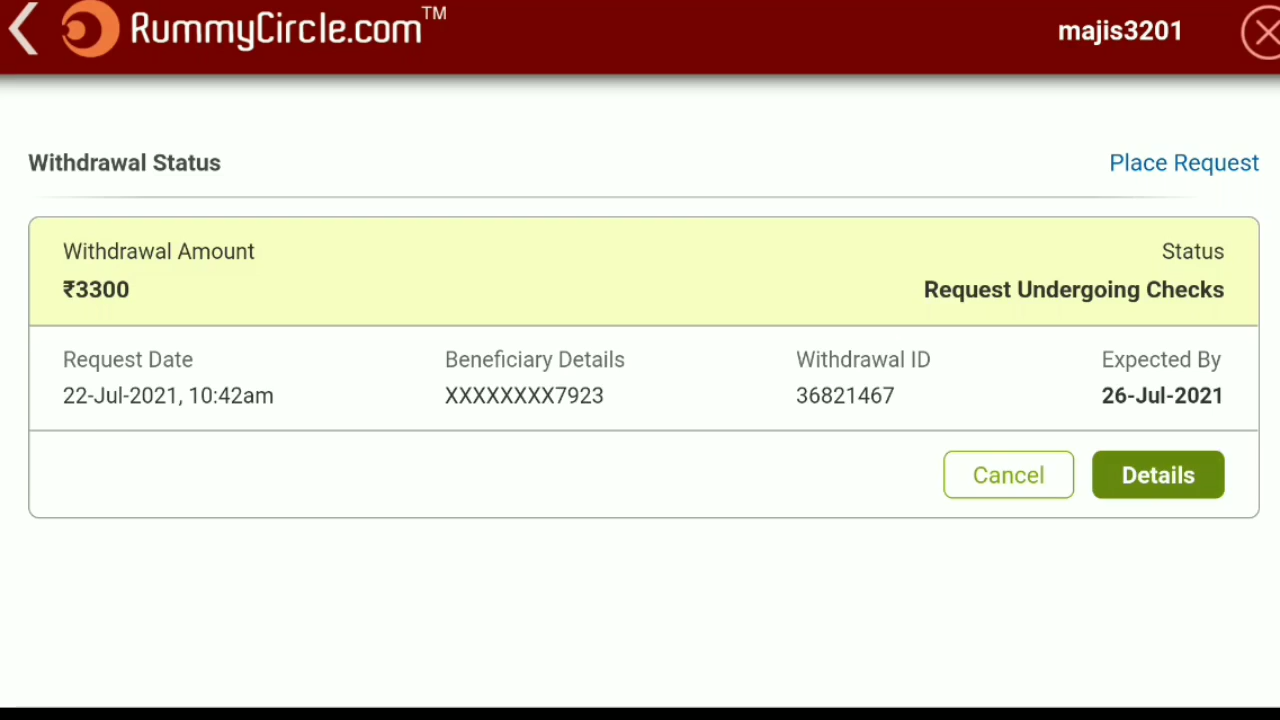 RummyCircle.com™ majis3201
Withdrawal Status Place Request
Withdrawal Amount Status
₹3300 Request Undergoing Checks
Request Date Beneficiary Details Withdrawal ID Expected By
22-Jul-2021, 10:42am XXXXXXXX7923 36821467 26-Jul-2021
Cancel Details